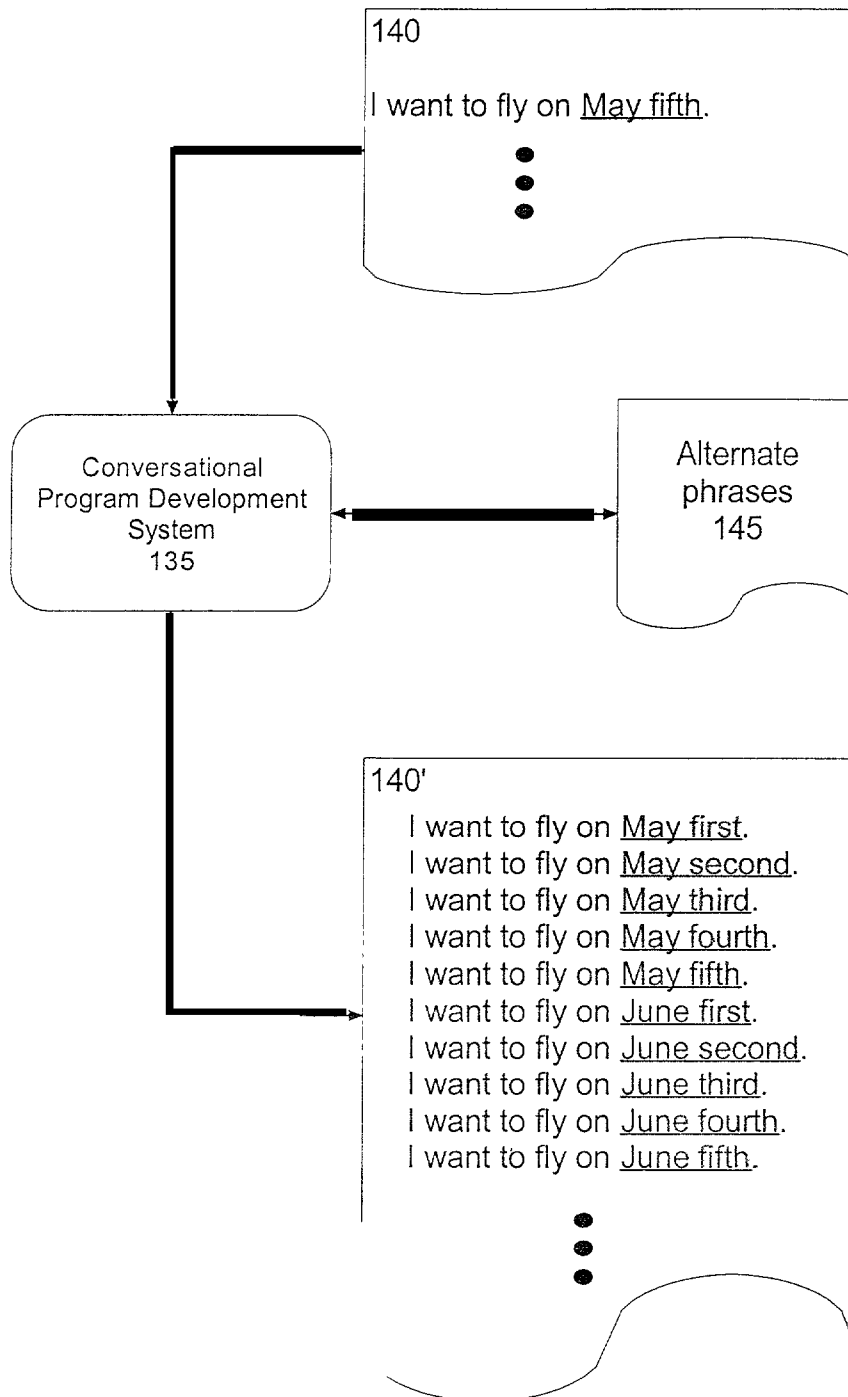 140
I want to fly on May fifth.
Conversational
Program Development
System
135
Alternate
phrases
145
140'
I want to fly on May first.
I want to fly on May second.
I want to fly on May third.
I want to fly on May fourth.
I want to fly on May fifth.
I want to fly on June first.
I want to fly on June second.
I want to fly on June third.
I want to fly on June fourth.
I want to fly on June fifth.